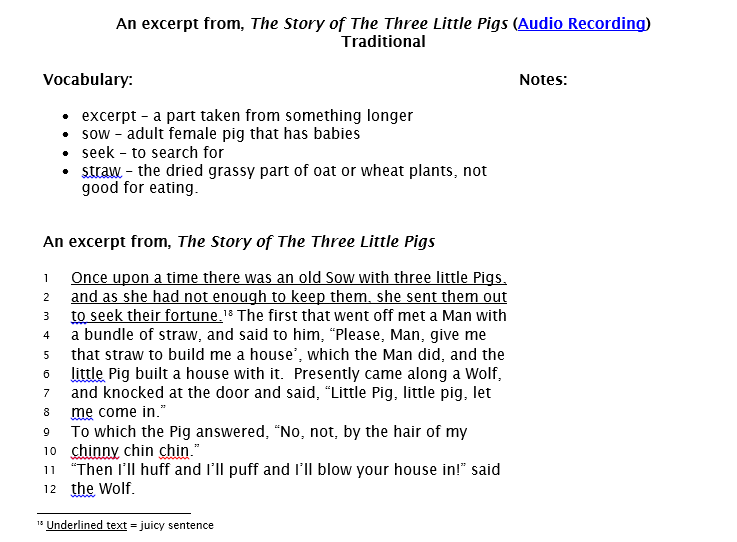 An excerpt from, The Story of The Three Little Pigs (Audio Recording)
Traditional
Vocabulary:
• excerpt – a part taken from something longer
• sow – adult female pig that has babies
• seek – to search for
• straw – the dried grassy part of oat or wheat plants, not
good for eating.
Notes:
An excerpt from, The Story of The Three Little Pigs
1 Once upon a time there was an old Sow with three little Pigs,
2 and as she had not enough to keep them, she sent them out
3 to seek their fortune.¹⁸ The first that went off met a Man with
4 a bundle of straw, and said to him, “Please, Man, give me
5 that straw to build me a house’, which the Man did, and the
6 little Pig built a house with it.  Presently came along a Wolf,
7 and knocked at the door and said, “Little Pig, little pig, let
8 me come in.”
9 To which the Pig answered, “No, not, by the hair of my
10 chinny chin chin.”
11 “Then I’ll huff and I’ll puff and I’ll blow your house in!” said
12 the Wolf.
¹⁸ Underlined text = juicy sentence